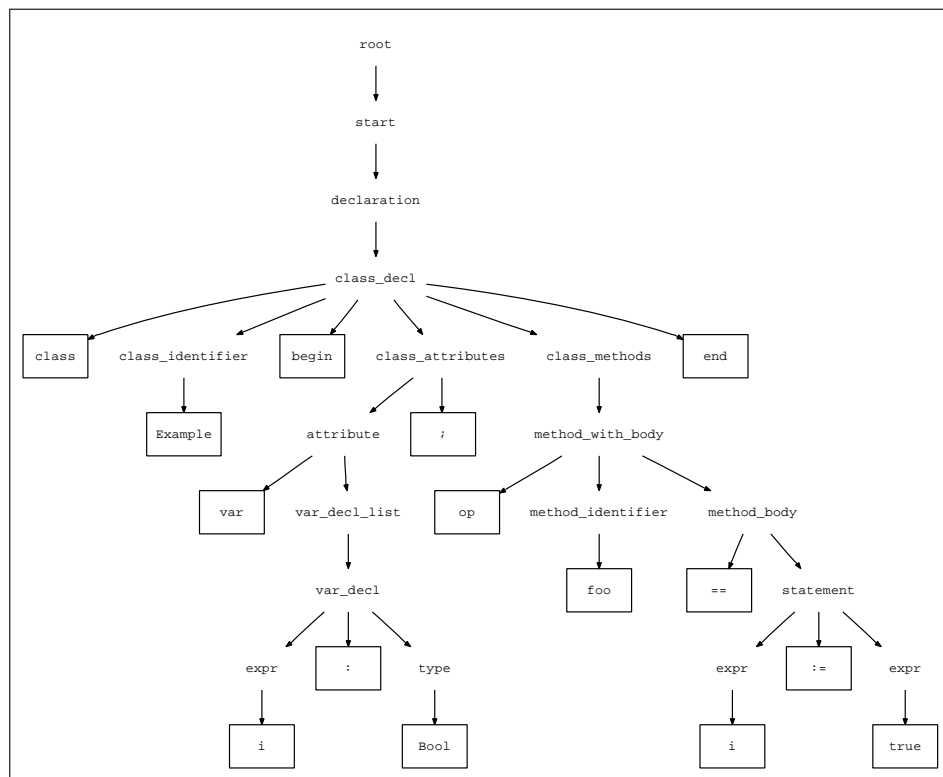 root
start
declaration
class_decl
class class_identifier begin class_attributes class_methods end
Example attribute ; method_with_body
var var_decl_list op method_identifier method_body
var_decl foo == statement
expr : type expr := expr
i Bool i true